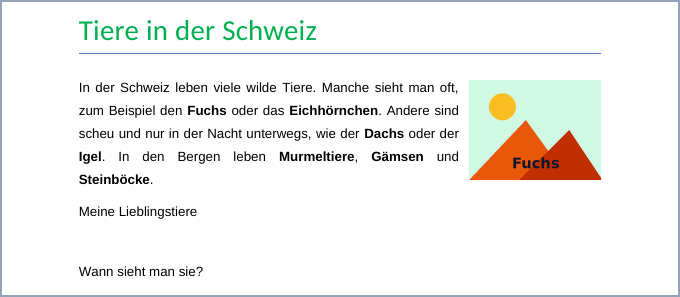 Tiere in der Schweiz
In der Schweiz leben viele wilde Tiere. Manche sieht man oft,
zum Beispiel den Fuchs oder das Eichhörnchen. Andere sind
scheu und nur in der Nacht unterwegs, wie der Dachs oder der
Igel. In den Bergen leben Murmeltiere, Gämsen und
Steinböcke.
Fuchs
Meine Lieblingstiere
Wann sieht man sie?